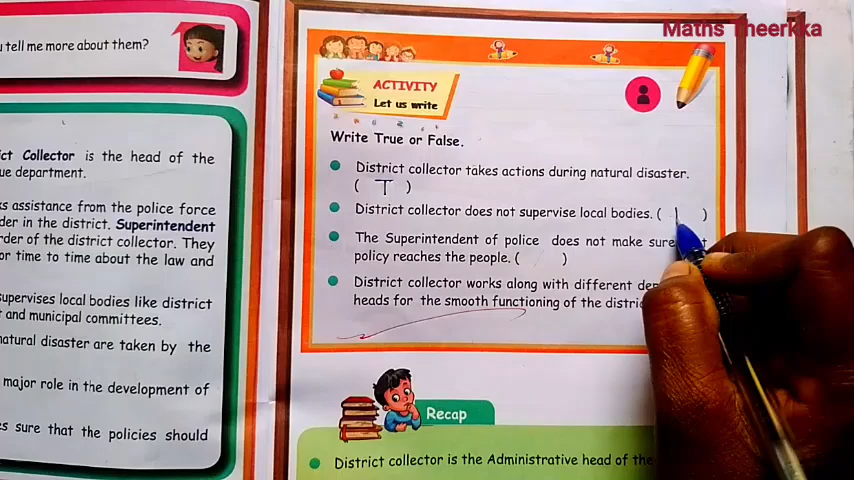 Maths Theerkka
u tell me more about them?
ict Collector is the head of the
ue department.
ks assistance from the police force
der in the district. Superintendent
rder of the district collector. They
or time to time about the law and
supervises local bodies like district
t and municipal committees.
natural disaster are taken by the
major role in the development of
es sure that the policies should
ACTIVITY
Let us write
Write True or False.
District collector takes actions during natural disaster.
( T )
District collector does not supervise local bodies. ( )
The Superintendent of police does not make sure
policy reaches the people. ( )
District collector works along with different de
heads for the smooth functioning of the distri
Recap
District collector is the Administrative head of the